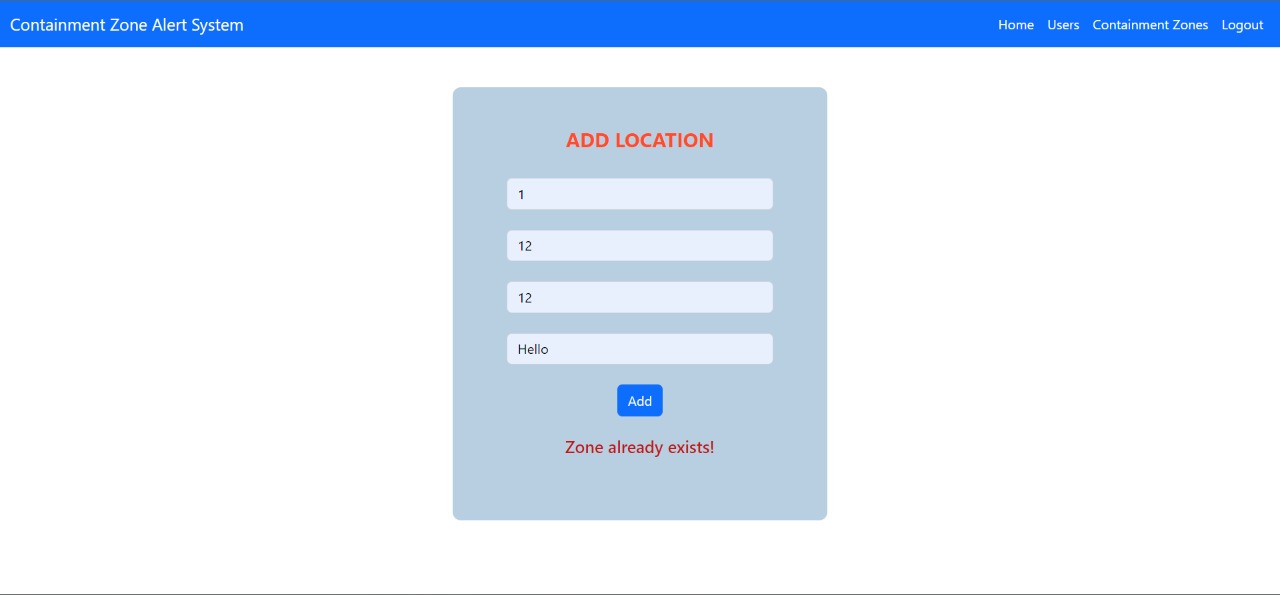 Containment Zone Alert System
Home Users Containment Zones Logout
ADD LOCATION
1
12
12
Hello
Add
Zone already exists!